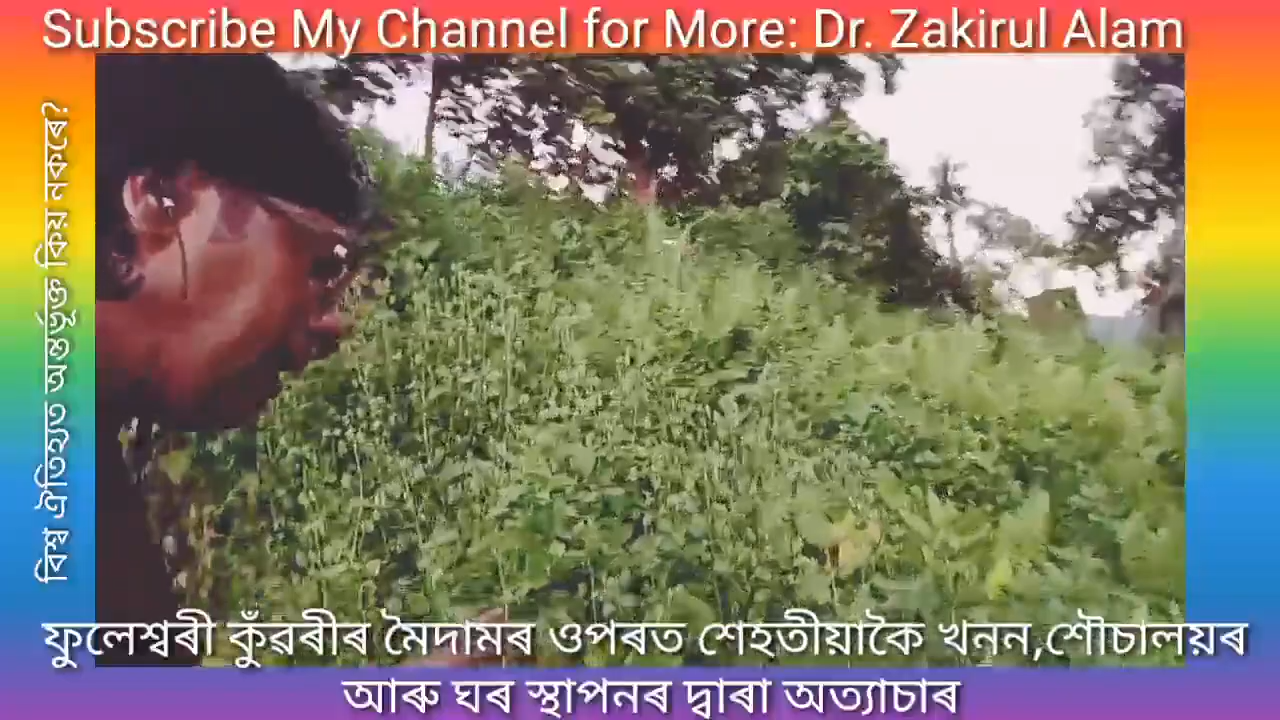 Subscribe My Channel for More: Dr. Zakirul Alam
বিশ্ব ঐতিহ্যত অন্তৰ্ভুক্ত কিয় নকৰে?
ফুলেশ্বৰী কুঁৱৰীৰ মৈদামৰ ওপৰত শেহতীয়াকৈ খনন,শৌচালয়ৰ
আৰু ঘৰ স্থাপনৰ দ্বাৰা অত্যাচাৰ